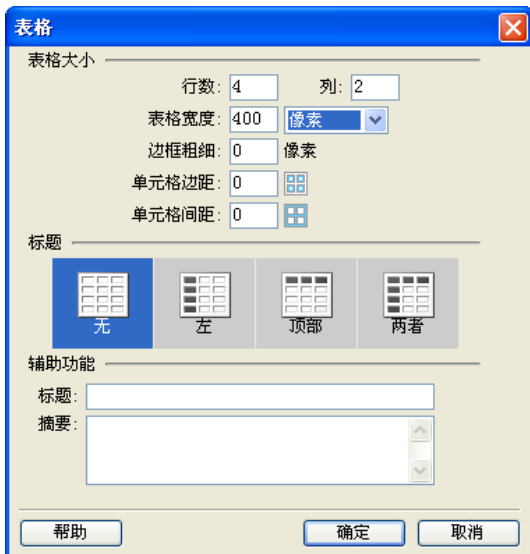 表格
表格大小
行数: 4 列: 2
表格宽度: 400 像素
边框粗细: 0 像素
单元格边距: 0
单元格间距: 0
标题
无 左 顶部 两者
辅助功能
标题:
摘要:
帮助 确定 取消